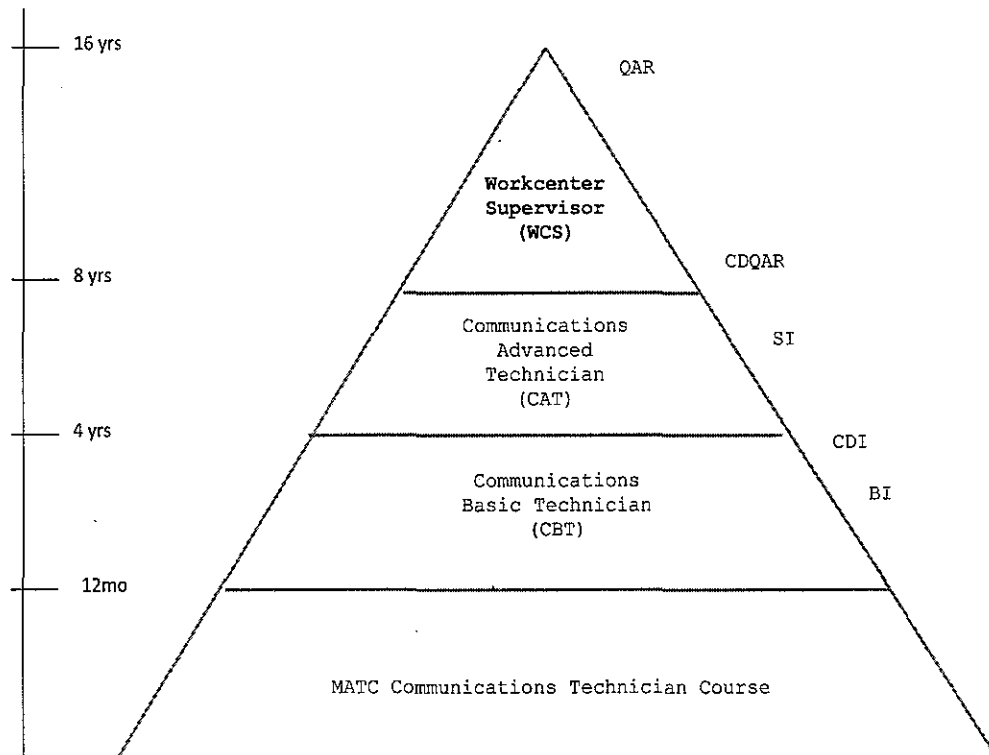 16 yrs
QAR
Workcenter
Supervisor
(WCS)
CDQAR
8 yrs
Communications
Advanced
Technician
(CAT)
SI
4 yrs
CDI
Communications
Basic Technician
(CBT)
BI
12mo
MATC Communications Technician Course